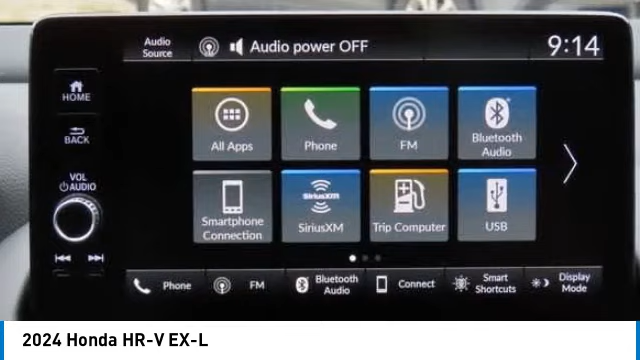 Audio
Source
Audio power OFF
9:14
HOME
BACK
VOL
AUDIO
All Apps
Phone
FM
Bluetooth
Audio
Smartphone
Connection
SiriusXM
SiriusXM
Trip Computer
USB
Phone
FM
Bluetooth
Audio
Connect
Smart
Shortcuts
Display
Mode
2024 Honda HR-V EX-L